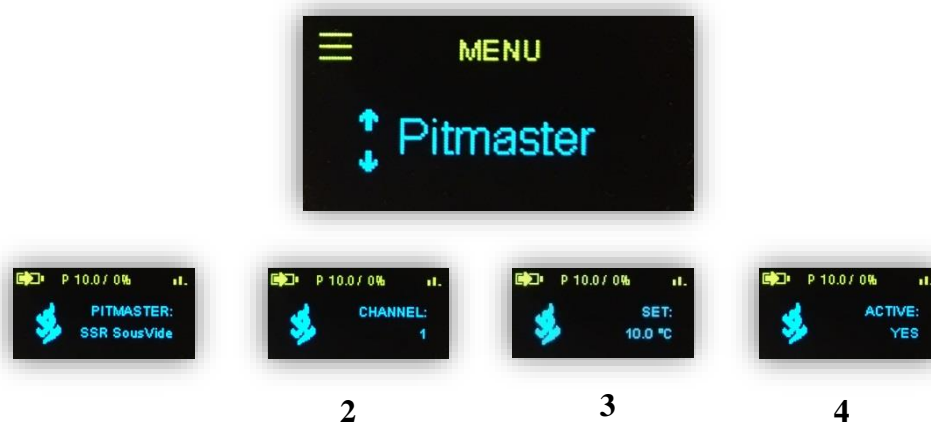 MENU
Pitmaster
P 10.0 / 0%
PITMASTER:
SSR SousVide
P 10.0 / 0%
CHANNEL:
1
P 10.0 / 0%
SET:
10.0 °C
P 10.0 / 0%
ACTIVE:
YES
2
3
4